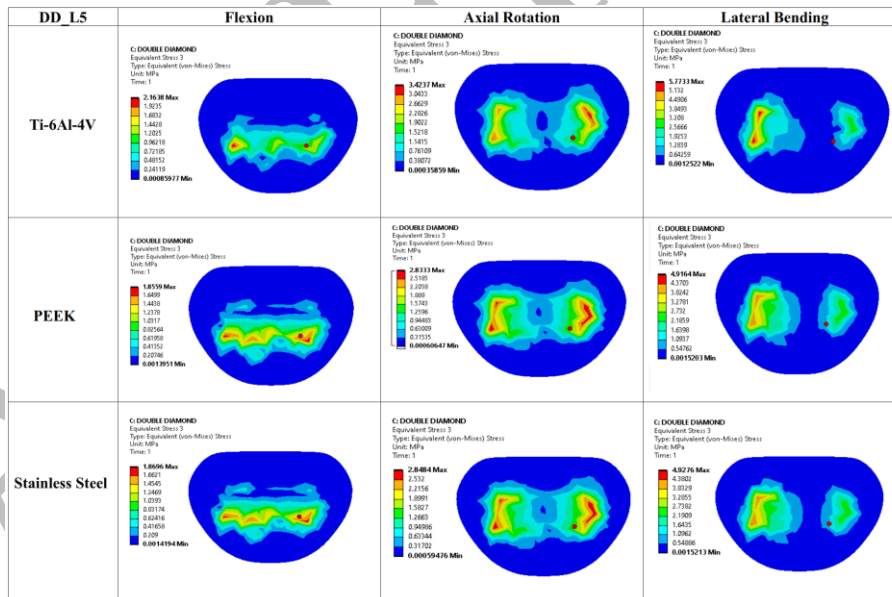 DD_L5 Flexion Axial Rotation Lateral Bending
Ti-6Al-4V
C: DOUBLE DIAMOND
Equivalent Stress 3
Type: Equivalent (von-Mises) Stress
Unit: MPa
Time: 1
2.1638 Max
1.9235
1.6832
1.4428
1.2025
0.96218
0.72185
0.48152
0.24119
0.00085977 Min
C: DOUBLE DIAMOND
Equivalent Stress 3
Type: Equivalent (von-Mises) Stress
Unit: MPa
Time: 1
3.4237 Max
3.0433
2.6629
2.2826
1.9022
1.5218
1.1415
0.76109
0.38072
0.00035859 Min
C: DOUBLE DIAMOND
Equivalent Stress 3
Type: Equivalent (von-Mises) Stress
Unit: MPa
Time: 1
5.7733 Max
5.132
4.4906
3.8493
3.208
2.5666
1.9253
1.2839
0.64259
0.0012522 Min
PEEK
C: DOUBLE DIAMOND
Equivalent Stress 3
Type: Equivalent (von-Mises) Stress
Unit: MPa
Time: 1
1.8559 Max
1.6499
1.4438
1.2378
1.0317
0.82564
0.61958
0.41352
0.20746
0.0013951 Min
C: DOUBLE DIAMOND
Equivalent Stress 3
Type: Equivalent (von-Mises) Stress
Unit: MPa
Time: 1
2.8333 Max
2.5185
2.2038
1.889
1.5743
1.2596
0.94483
0.63009
0.31535
0.00060647 Min
C: DOUBLE DIAMOND
Equivalent Stress 3
Type: Equivalent (von-Mises) Stress
Unit: MPa
Time: 1
4.9164 Max
4.3703
3.8242
3.2781
2.732
2.1859
1.6398
1.0937
0.54762
0.0015203 Min
Stainless Steel
C: DOUBLE DIAMOND
Equivalent Stress 3
Type: Equivalent (von-Mises) Stress
Unit: MPa
Time: 1
1.8696 Max
1.6621
1.4545
1.2469
1.0393
0.83174
0.62416
0.41658
0.209
0.0014194 Min
C: DOUBLE DIAMOND
Equivalent Stress 3
Type: Equivalent (von-Mises) Stress
Unit: MPa
Time: 1
2.8484 Max
2.532
2.2156
1.8991
1.5827
1.2663
0.94986
0.63344
0.31702
0.00059476 Min
C: DOUBLE DIAMOND
Equivalent Stress 3
Type: Equivalent (von-Mises) Stress
Unit: MPa
Time: 1
4.9276 Max
4.3802
3.8329
3.2855
2.7382
2.1909
1.6435
1.0962
0.54886
0.0015213 Min